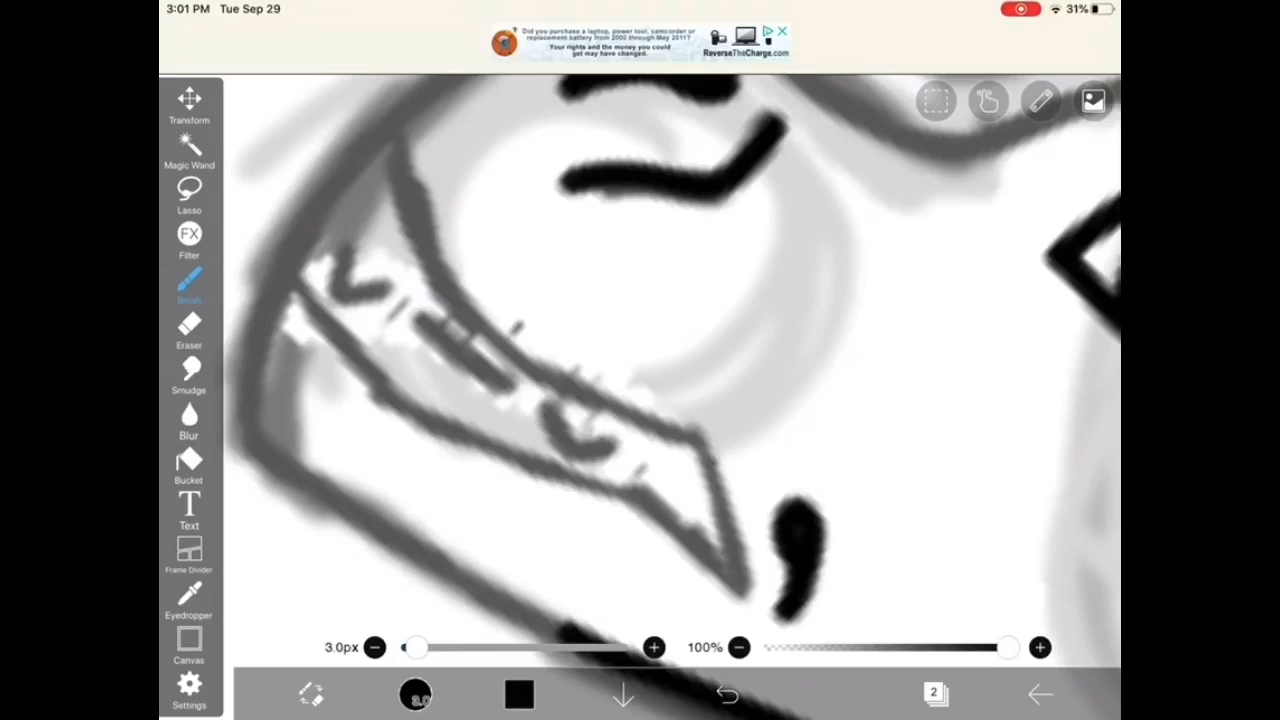 3:01 PM Tue Sep 29
31%
Did you purchase a laptop, power tool, camcorder or
replacement battery from 2000 through May 2011?
Your rights and the money you could
get may have changed.
ReverseTheCharge.com
Transform
Magic Wand
Lasso
FX
Filter
Brush
Eraser
Smudge
Blur
Bucket
T
Text
Frame Divider
Eyedropper
Canvas
Settings
3.0px
100%
3.0
2